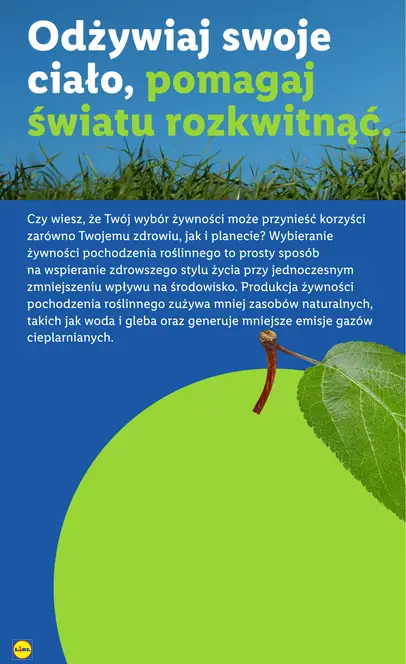 Odżywiaj swoje
ciało, pomagaj
światu rozkwitnąć.
Czy wiesz, że Twój wybór żywności może przynieść korzyści
zarówno Twojemu zdrowiu, jak i planecie? Wybieranie
żywności pochodzenia roślinnego to prosty sposób
na wspieranie zdrowszego stylu życia przy jednoczesnym
zmniejszeniu wpływu na środowisko. Produkcja żywności
pochodzenia roślinnego zużywa mniej zasobów naturalnych,
takich jak woda i gleba oraz generuje mniejsze emisje gazów
cieplarnianych.
LIDL